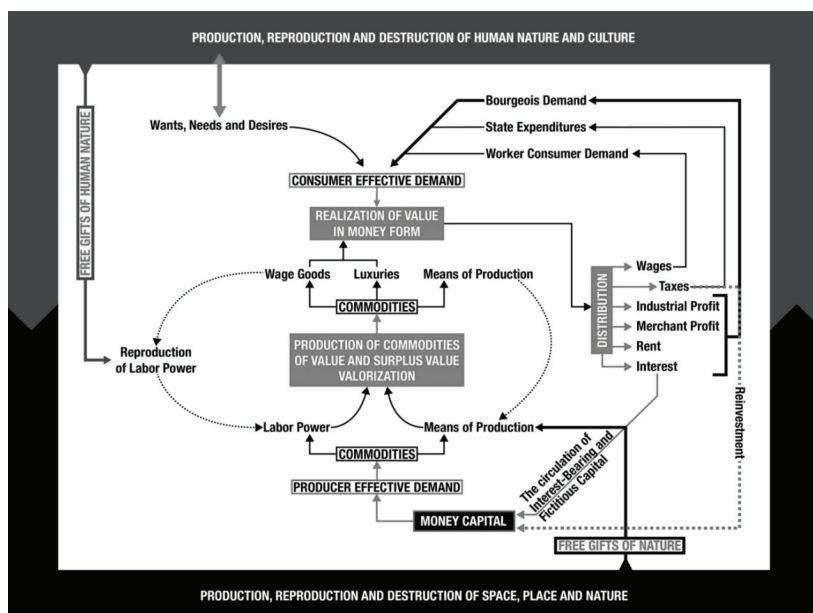 PRODUCTION, REPRODUCTION AND DESTRUCTION OF HUMAN NATURE AND CULTURE
FREE GIFTS OF HUMAN NATURE
Wants, Needs and Desires
Bourgeois Demand
State Expenditures
Worker Consumer Demand
CONSUMER EFFECTIVE DEMAND
REALIZATION OF VALUE
IN MONEY FORM
Wage Goods
Luxuries
Means of Production
COMMODITIES
DISTRIBUTION
Wages
Taxes
Industrial Profit
Merchant Profit
Rent
Interest
PRODUCTION OF COMMODITIES
OF VALUE AND SURPLUS VALUE
VALORIZATION
Reproduction
of Labor Power
Labor Power
Means of Production
COMMODITIES
PRODUCER EFFECTIVE DEMAND
MONEY CAPITAL
The circulation of
Interest-Bearing and
Fictitious Capital
Reinvestment
FREE GIFTS OF NATURE
PRODUCTION, REPRODUCTION AND DESTRUCTION OF SPACE, PLACE AND NATURE